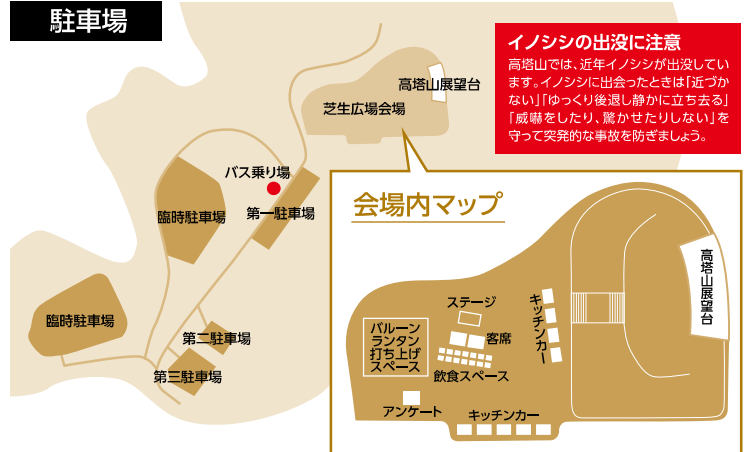 駐車場
イノシシの出没に注意
高塔山では、近年イノシシが出没してい
ます。イノシシに出会ったときは「近づか
ない」「ゆっくり後退し静かに立ち去る」
「威嚇をしたり、驚かせたりしない」を
守って突発的な事故を防ぎましょう。
高塔山展望台
芝生広場会場
バス乗り場
臨時駐車場
第一駐車場
臨時駐車場
第二駐車場
第三駐車場
会場内マップ
高塔山展望台
ステージ
キッチンカー
バルーン
ランタン
打ち上げ
スペース
客席
飲食スペース
アンケート
キッチンカー